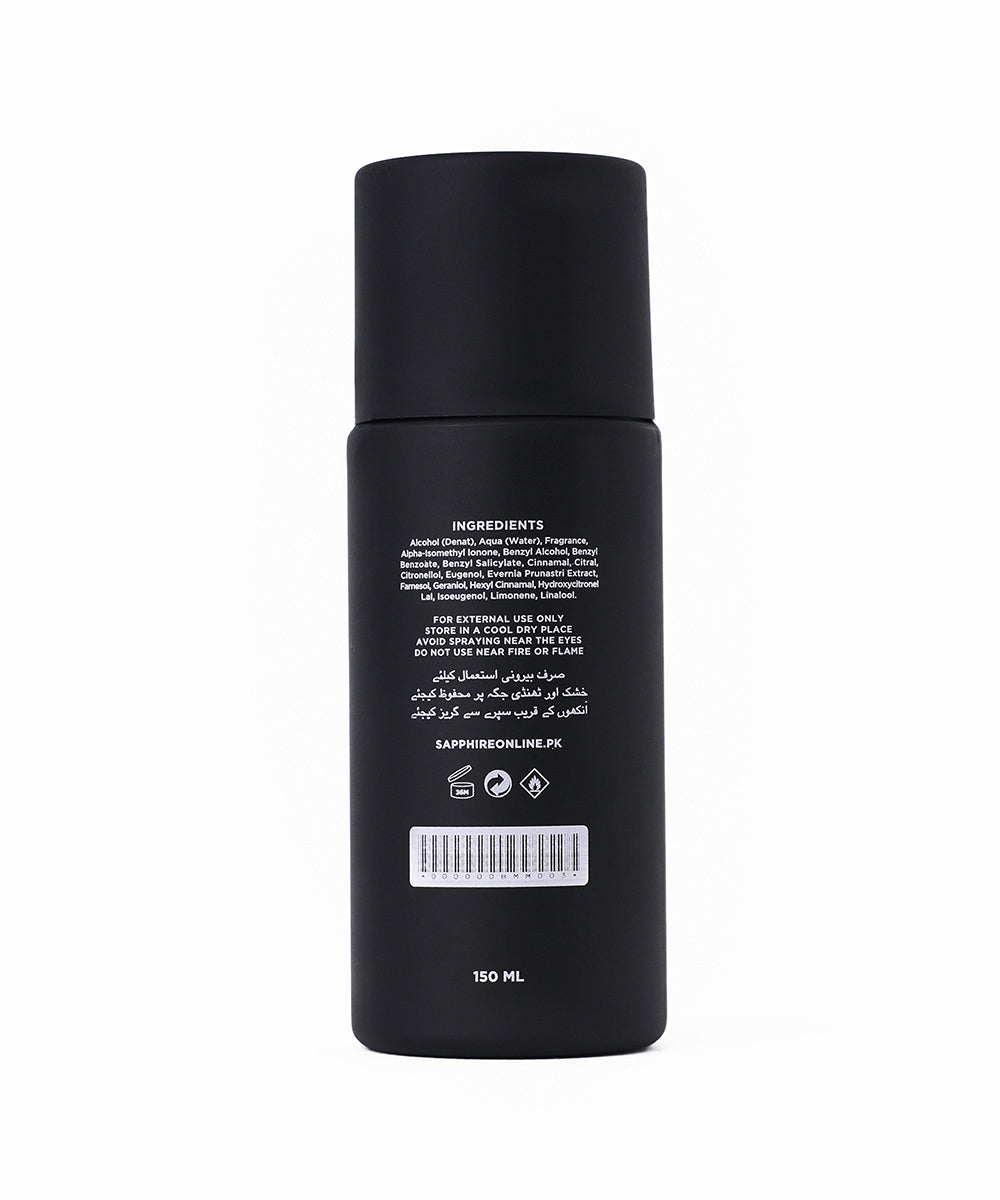 INGREDIENTS
Alcohol (Denat), Aqua (Water), Fragrance,
Alpha-Isomethyl Ionone, Benzyl Alcohol, Benzyl
Benzoate, Benzyl Salicylate, Cinnamal, Citral,
Citronellol, Eugenol, Evernia Prunastri Extract,
Farnesol, Geraniol, Hexyl Cinnamal, Hydroxycitronel
Lal, Isoeugenol, Limonene, Linalool.
FOR EXTERNAL USE ONLY
STORE IN A COOL DRY PLACE
AVOID SPRAYING NEAR THE EYES
DO NOT USE NEAR FIRE OR FLAME
صرف بیرونی استعمال کیلئے
خشک اور ٹھنڈی جگہ پر محفوظ کیجئے
آنکھوں کے قریب سپرے سے گریز کیجئے
SAPPHIREONLINE.PK
36M
*000000BMM003*
150 ML